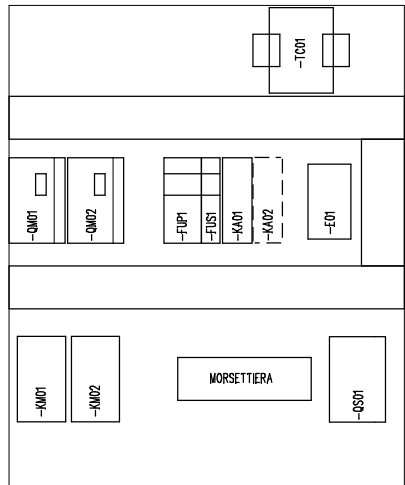 -TC01
-QM01
-QM02
-FUP1
-FUS1
-KA01
-KA02
-E01
-KM01
-KM02
MORSETTIERA
-QS01